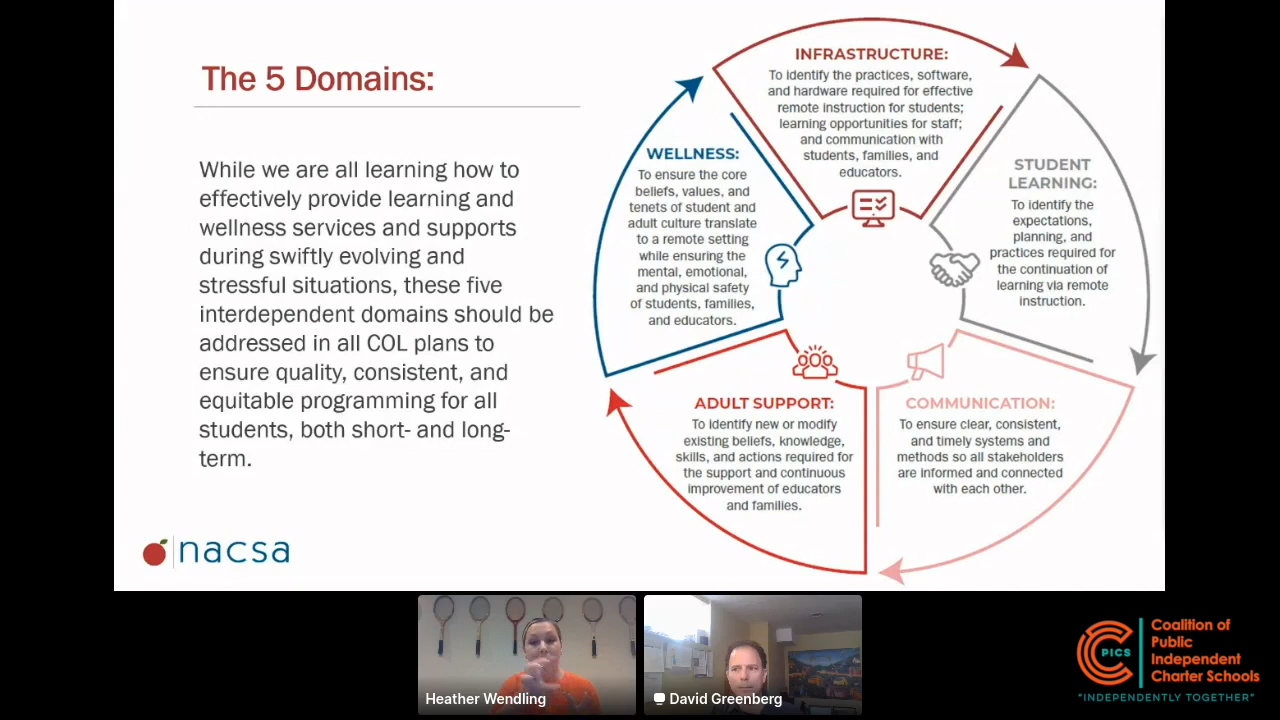 The 5 Domains:
While we are all learning how to
effectively provide learning and
wellness services and supports
during swiftly evolving and
stressful situations, these five
interdependent domains should be
addressed in all COL plans to
ensure quality, consistent, and
equitable programming for all
students, both short- and long-
term.
nacsa
INFRASTRUCTURE:
To identify the practices, software,
and hardware required for effective
remote instruction for students;
learning opportunities for staff;
and communication with
students, families, and
educators.
STUDENT
LEARNING:
To identify the
expectations,
planning, and
practices required for
the continuation of
learning via remote
instruction.
COMMUNICATION:
To ensure clear, consistent,
and timely systems and
methods so all stakeholders
are informed and connected
with each other.
ADULT SUPPORT:
To identify new or modify
existing beliefs, knowledge,
skills, and actions required for
the support and continuous
improvement of educators
and families.
WELLNESS:
To ensure the core
beliefs, values, and
tenets of student and
adult culture translate
to a remote setting
while ensuring the
mental, emotional,
and physical safety
of students, families,
and educators.
Heather Wendling
David Greenberg
PICS
Coalition of
Public
Independent
Charter Schools
"INDEPENDENTLY TOGETHER"